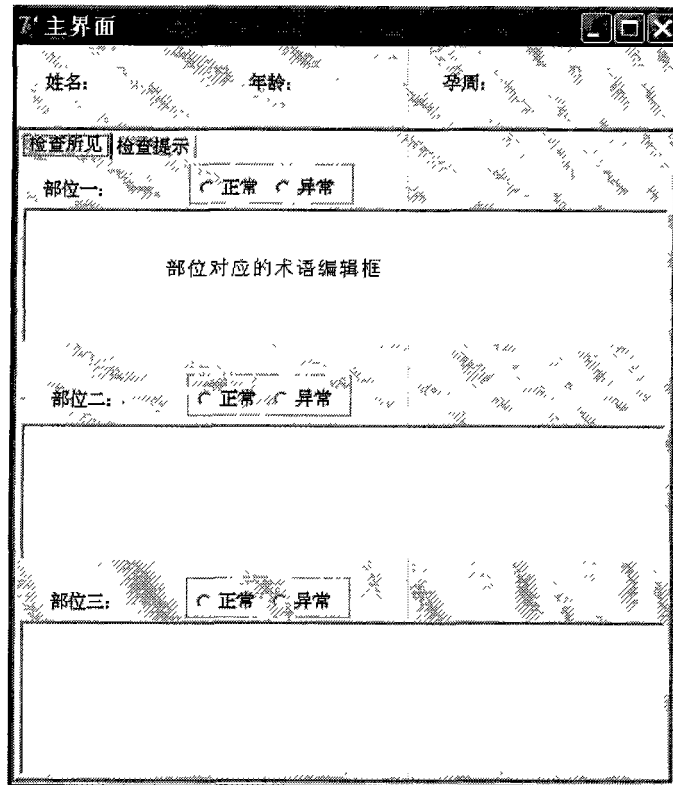 主界面
姓名: 年龄: 孕周:
检查所见 检查提示
部位一: 正常 异常
部位对应的术语编辑框
部位二: 正常 异常
部位三: 正常 异常